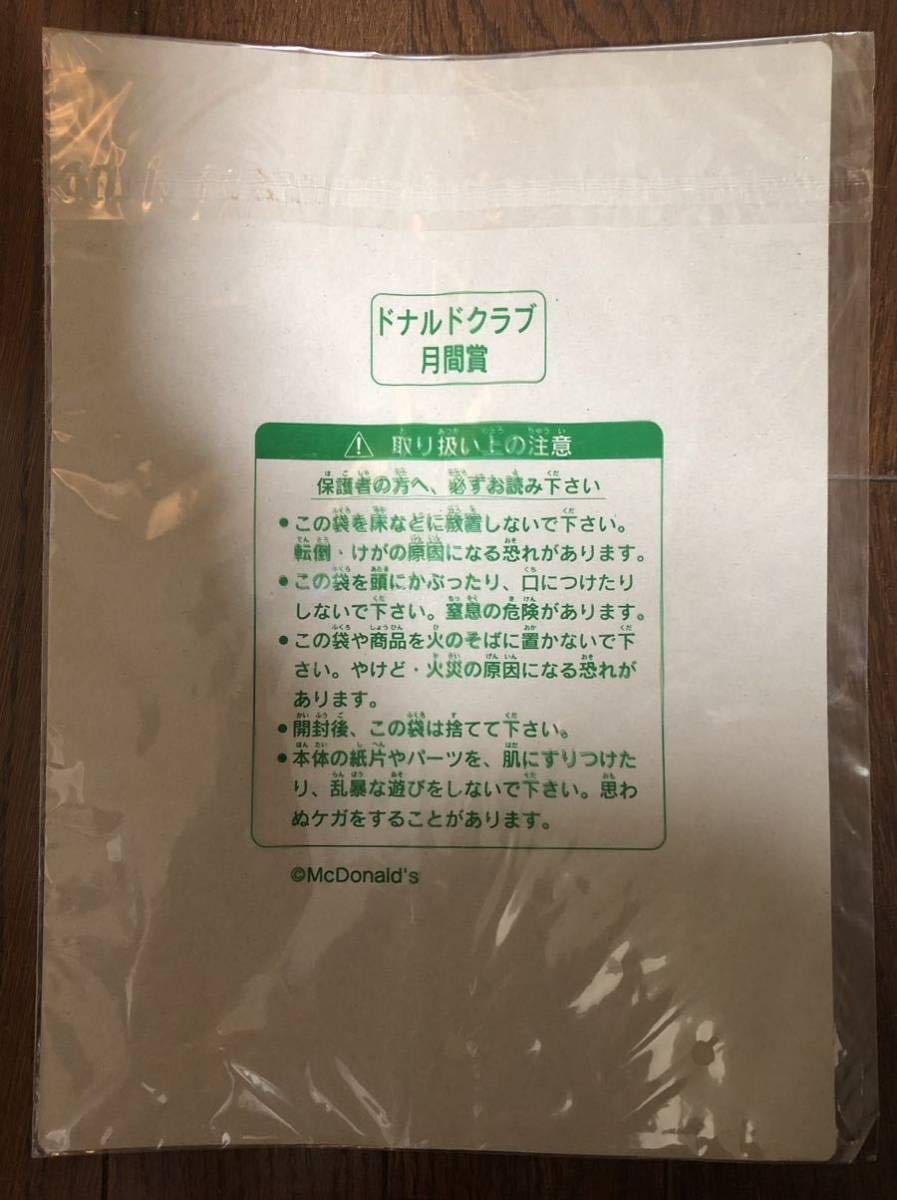 ドナルドクラブ
月間賞
⚠ 取り扱い上の注意
保護者の方へ、必ずお読み下さい
●この袋を床などに放置しないで下さい。
転倒・けがの原因になる恐れがあります。
●この袋を頭にかぶったり、口につけたり
しないで下さい。窒息の危険があります。
●この袋や商品を火のそばに置かないで下
さい。やけど・火災の原因になる恐れが
あります。
●開封後、この袋は捨てて下さい。
●本体の紙片やパーツを、肌にすりつけた
り、乱暴な遊びをしないで下さい。思わ
ぬケガをすることがあります。
©McDonald's